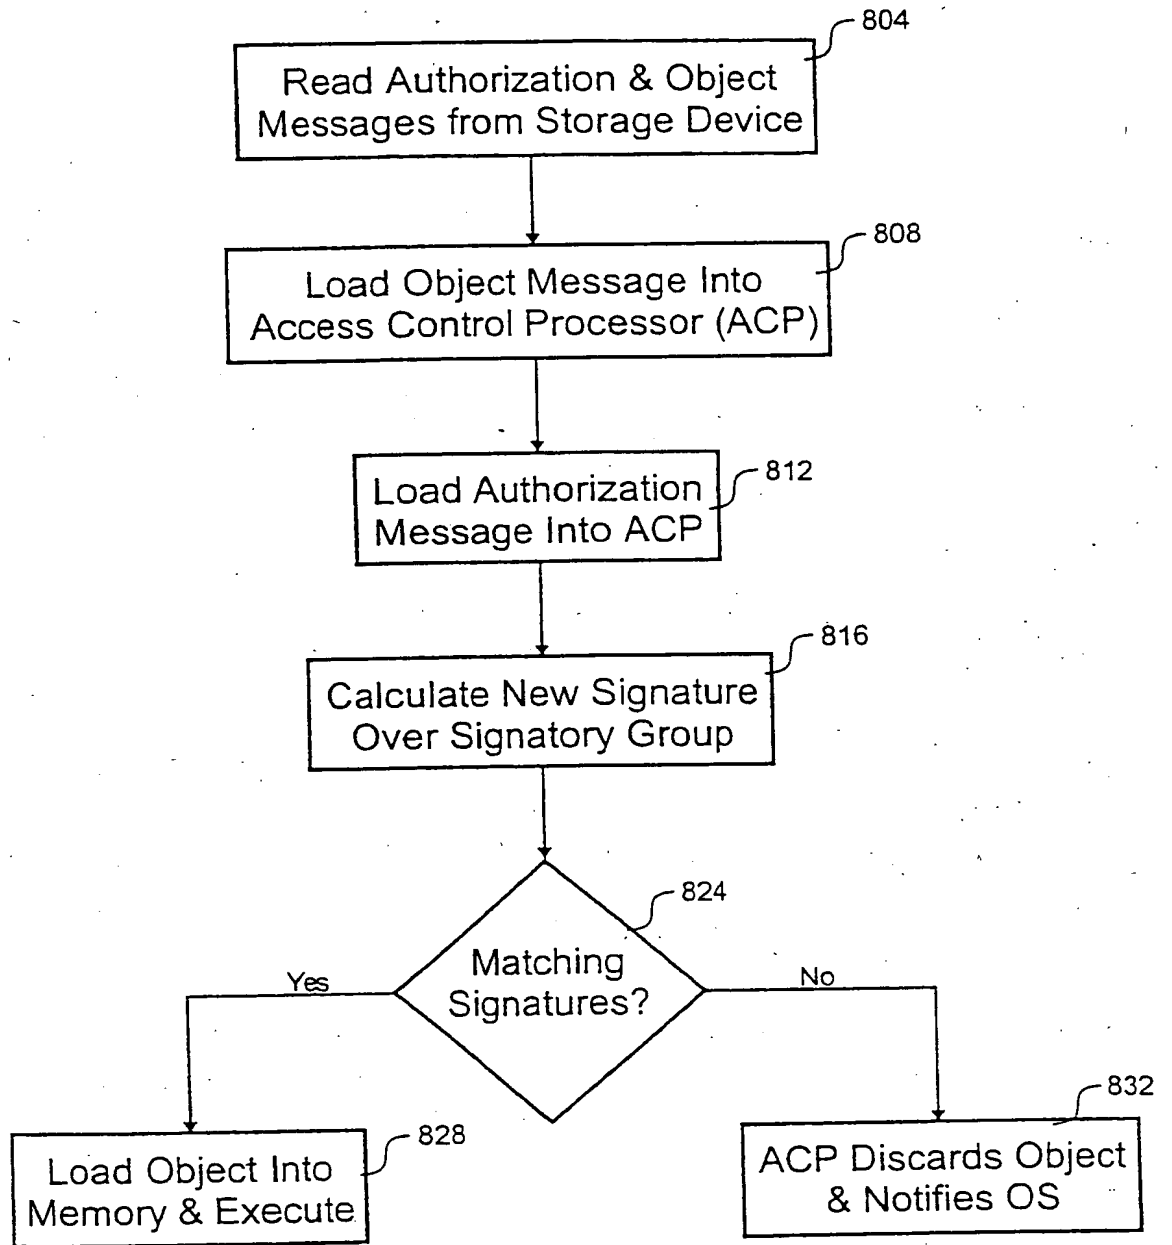 804
Read Authorization & Object
Messages from Storage Device
808
Load Object Message Into
Access Control Processor (ACP)
812
Load Authorization
Message Into ACP
816
Calculate New Signature
Over Signatory Group
824
Matching
Signatures?
Yes
No
828
Load Object Into
Memory & Execute
832
ACP Discards Object
& Notifies OS